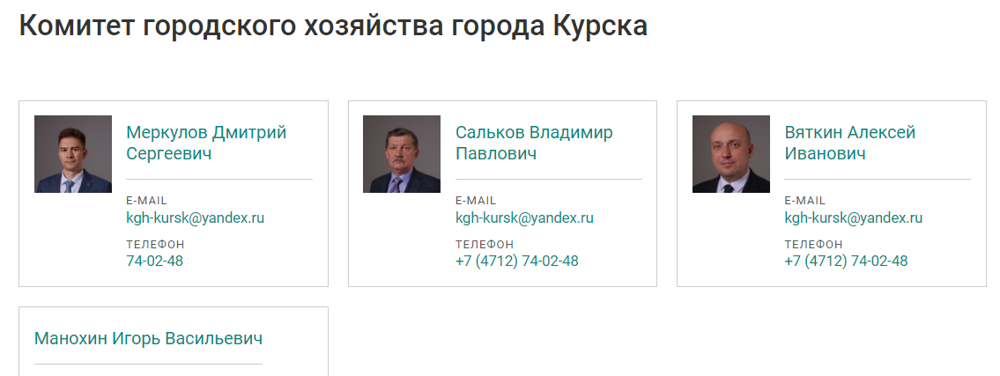 Комитет городского хозяйства города Курска
Меркулов Дмитрий
Сергеевич
E-MAIL
kgh-kursk@yandex.ru
ТЕЛЕФОН
74-02-48
Сальков Владимир
Павлович
E-MAIL
kgh-kursk@yandex.ru
ТЕЛЕФОН
+7 (4712) 74-02-48
Вяткин Алексей
Иванович
E-MAIL
kgh-kursk@yandex.ru
ТЕЛЕФОН
+7 (4712) 74-02-48
Манохин Игорь Васильевич